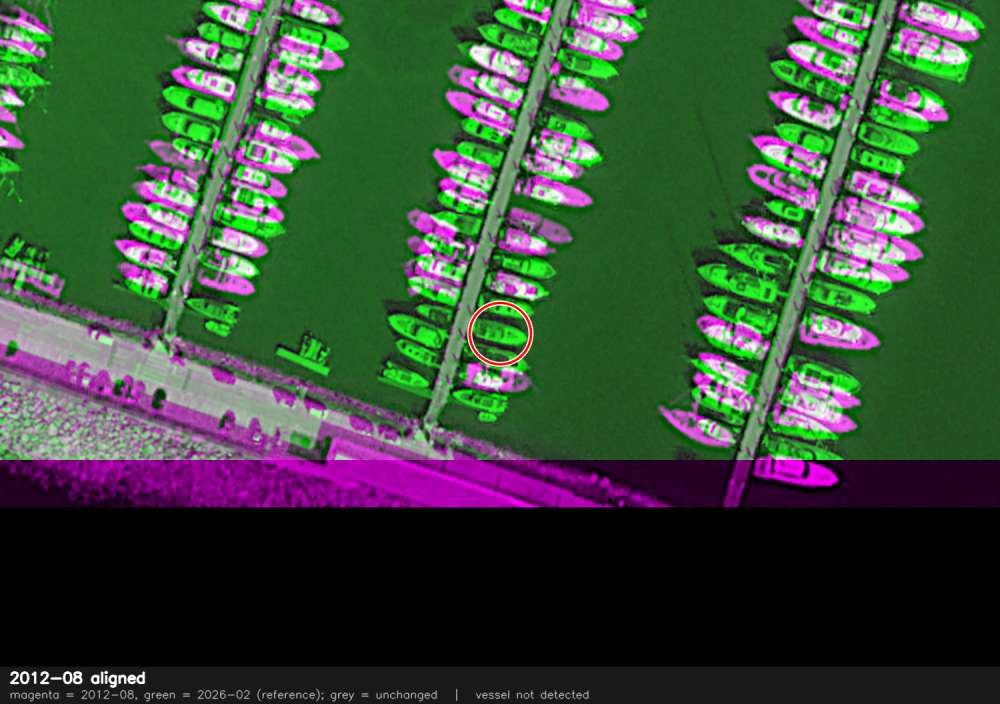 2012-08 aligned
magenta = 2012-08, green = 2026-02 (reference); grey = unchanged | vessel not detected